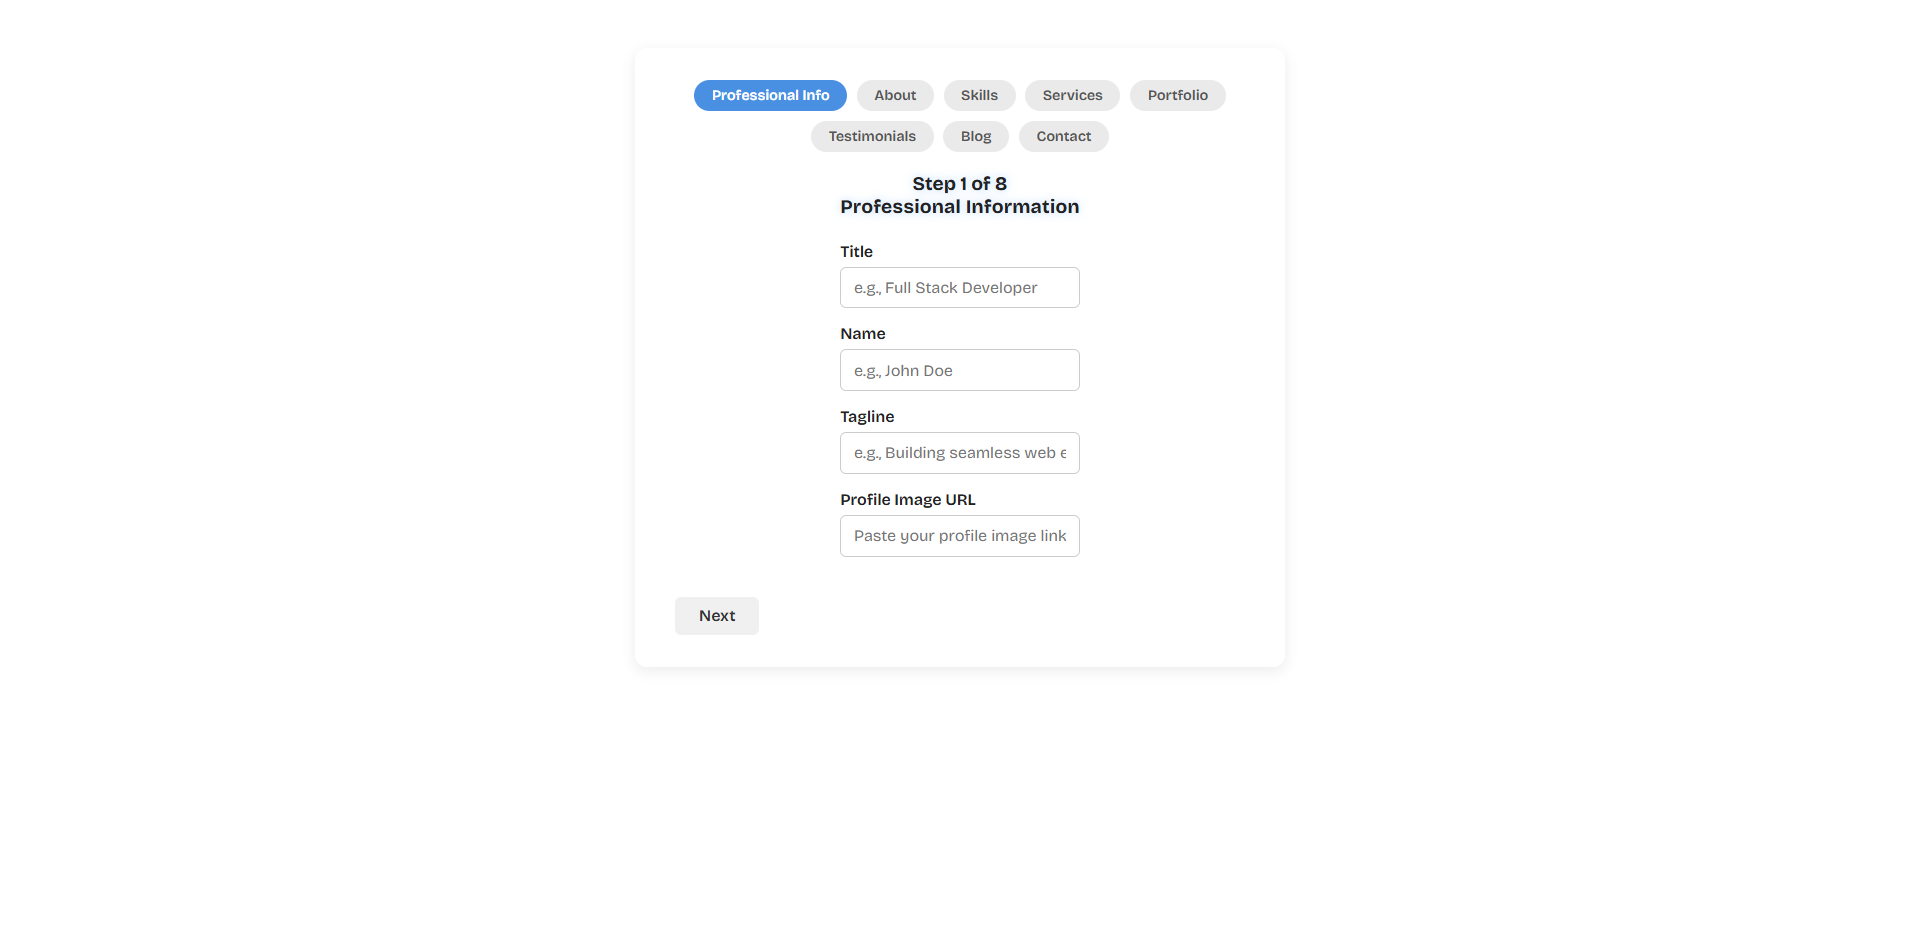 Professional Info About Skills Services Portfolio
Testimonials Blog Contact
Step 1 of 8
Professional Information
Title
e.g., Full Stack Developer
Name
e.g., John Doe
Tagline
e.g., Building seamless web e
Profile Image URL
Paste your profile image link
Next